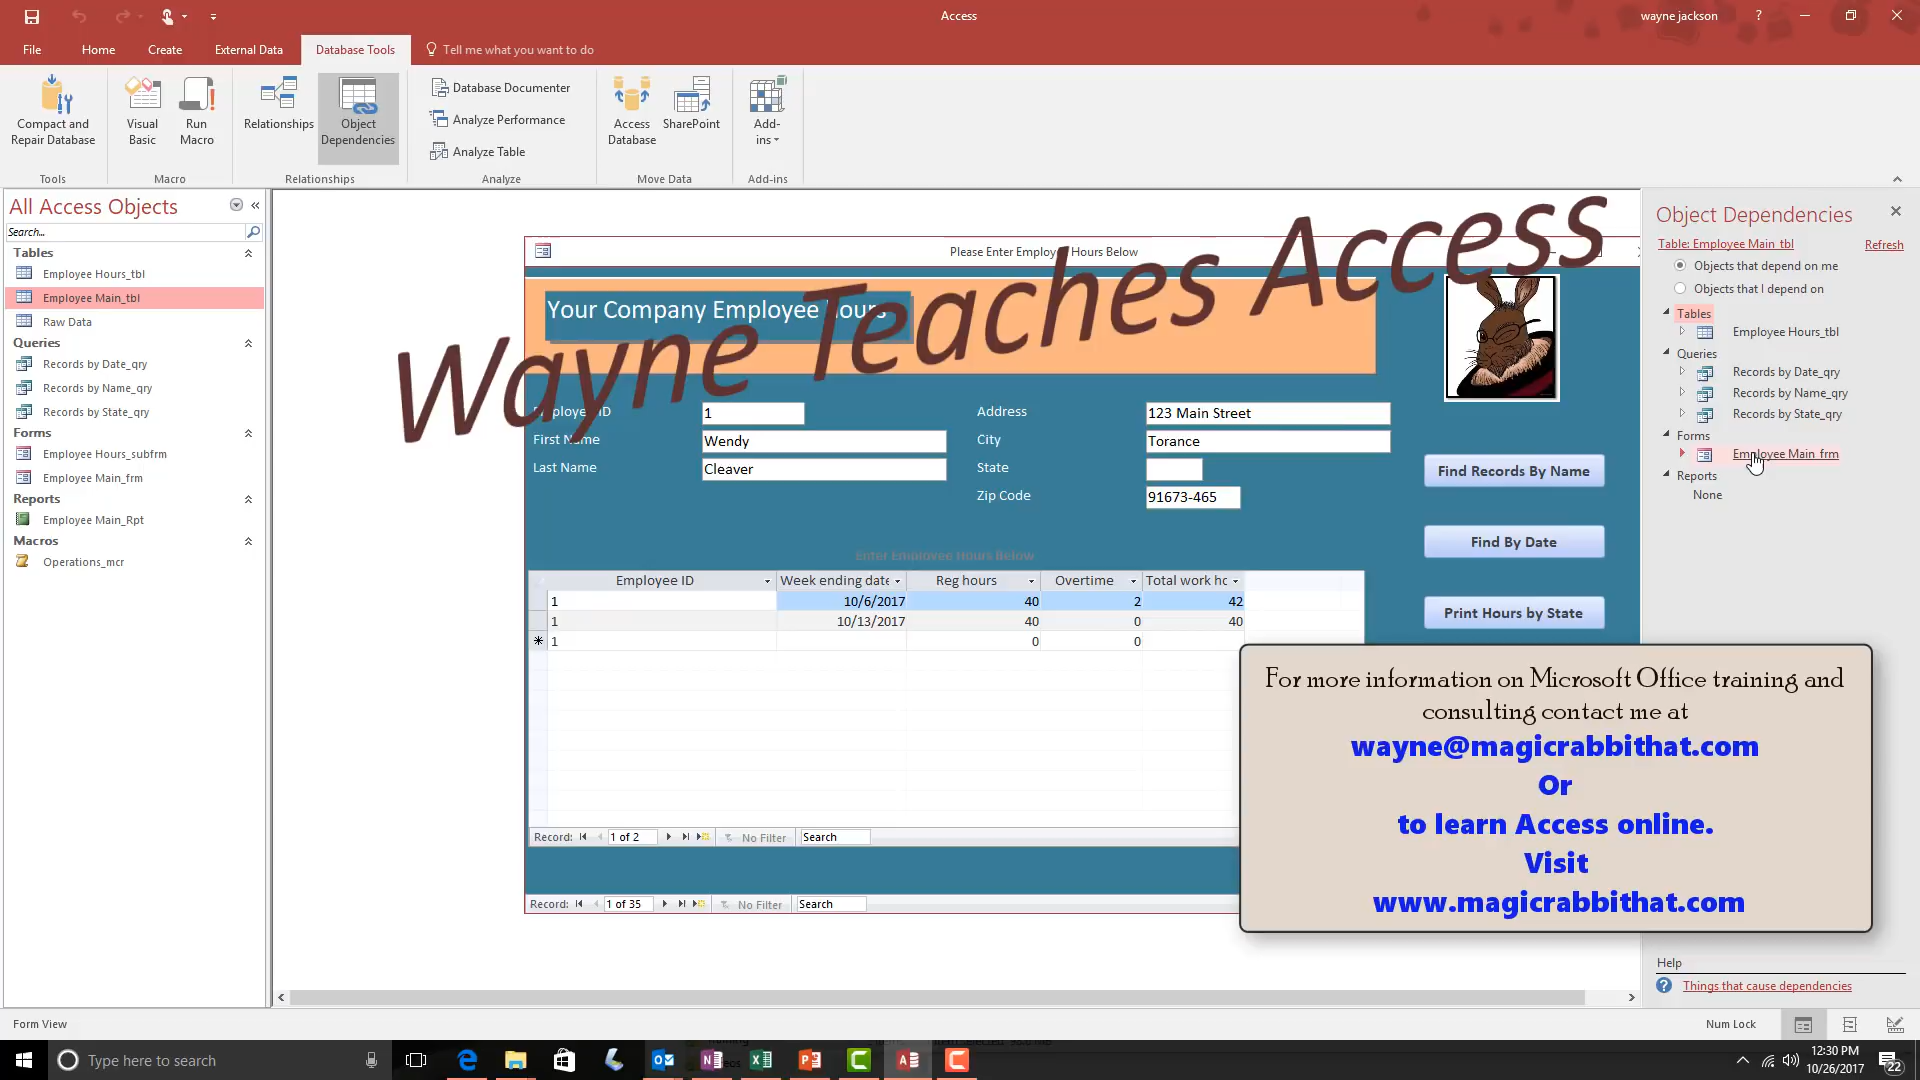 Access
wayne jackson
?
File
Home
Create
External Data
Database Tools
Tell me what you want to do
Compact and
Repair Database
Visual
Basic
Run
Macro
Relationships
Object
Dependencies
Database Documenter
Analyze Performance
Analyze Table
Access
Database
SharePoint
Add-
ins
Tools
Macro
Relationships
Analyze
Move Data
Add-ins
All Access Objects
Search...
Tables
Employee Hours_tbl
Employee Main_tbl
Raw Data
Queries
Records by Date_qry
Records by Name_qry
Records by State_qry
Forms
Employee Hours_subfrm
Employee Main_frm
Reports
Employee Main_Rpt
Macros
Operations_mcr
Wayne Teaches Access
Please Enter Employee Hours Below
Your Company Employee Hours
Employee ID
1
First Name
Wendy
Last Name
Cleaver
Address
123 Main Street
City
Torance
State
Zip Code
91673-465
Find Records By Name
Find By Date
Print Hours by State
Enter Employee Hours Below
Employee ID Week ending date Reg hours Overtime Total work ho
1 10/6/2017 40 2 42
1 10/13/2017 40 0 40
* 1 0 0
Record: 1 of 2 No Filter Search
Record: 1 of 35 No Filter Search
Object Dependencies
Table: Employee Main_tbl
Refresh
Objects that depend on me
Objects that I depend on
Tables
Employee Hours_tbl
Queries
Records by Date_qry
Records by Name_qry
Records by State_qry
Forms
Employee Main_frm
Reports
None
For more information on Microsoft Office training and
consulting contact me at
wayne@magicrabbithat.com
Or
to learn Access online.
Visit
www.magicrabbithat.com
Help
Things that cause dependencies
Form View
Num Lock
Type here to search
12:30 PM
10/26/2017
22